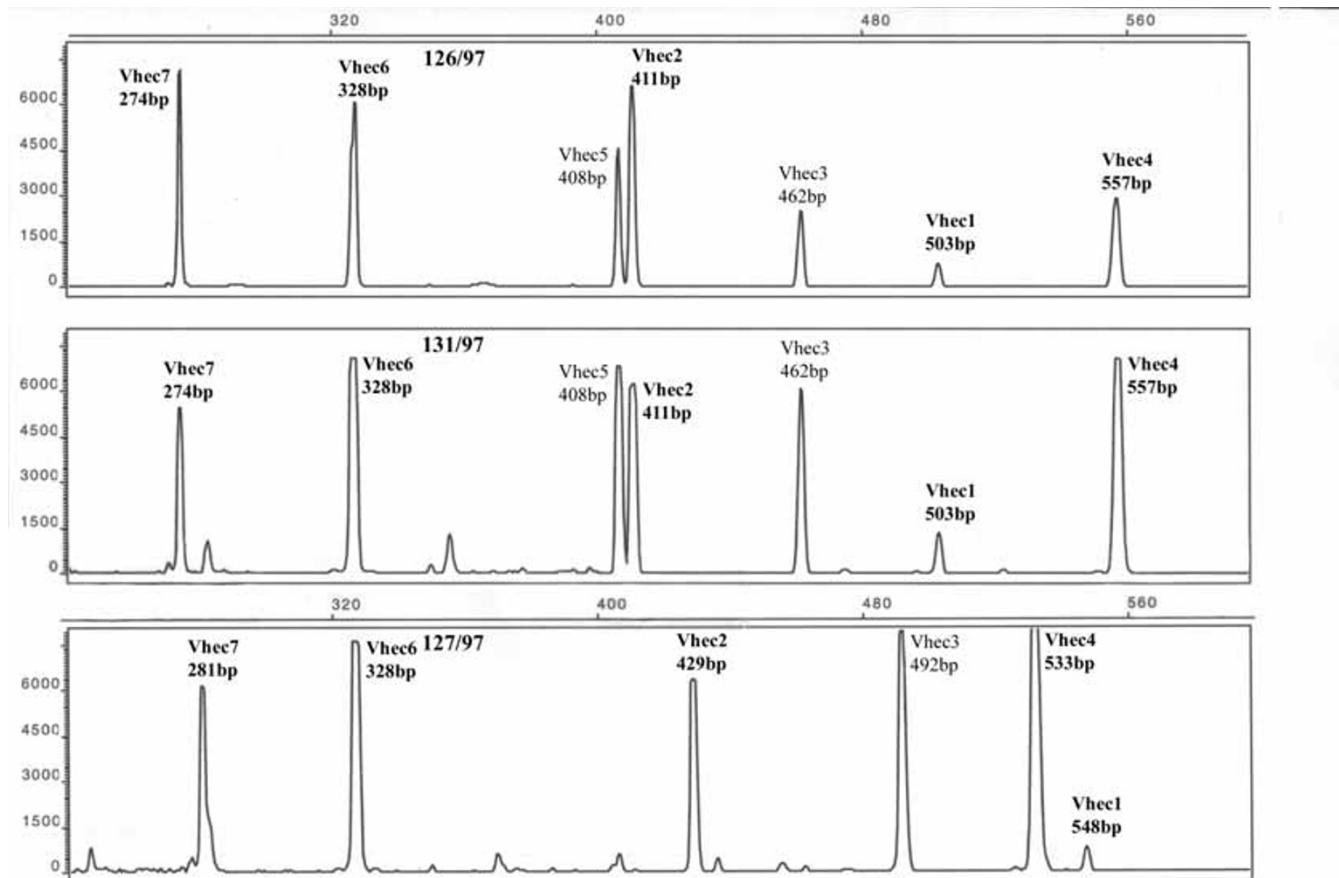 320 400 480 560
126/97
Vhec7
274bp
Vhec6
328bp
Vhec5
408bp
Vhec2
411bp
Vhec3
462bp
Vhec1
503bp
Vhec4
557bp
6000
4500
3000
1500
0
131/97
Vhec7
274bp
Vhec6
328bp
Vhec5
408bp
Vhec2
411bp
Vhec3
462bp
Vhec1
503bp
Vhec4
557bp
6000
4500
3000
1500
0
320 400 480 560
127/97
Vhec7
281bp
Vhec6
328bp
Vhec2
429bp
Vhec3
492bp
Vhec4
533bp
Vhec1
548bp
6000
4500
3000
1500
0